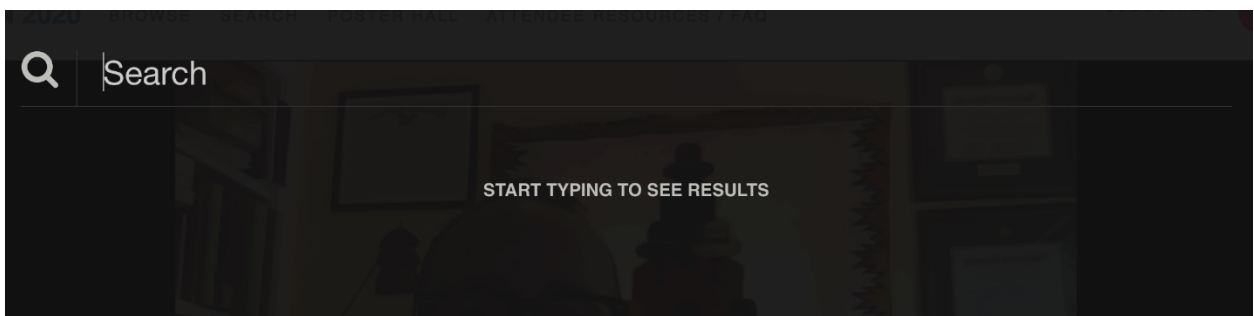 2020 BROWSE SEARCH POSTER HALL ATTENDEE RESOURCES / FAQ
Search
START TYPING TO SEE RESULTS